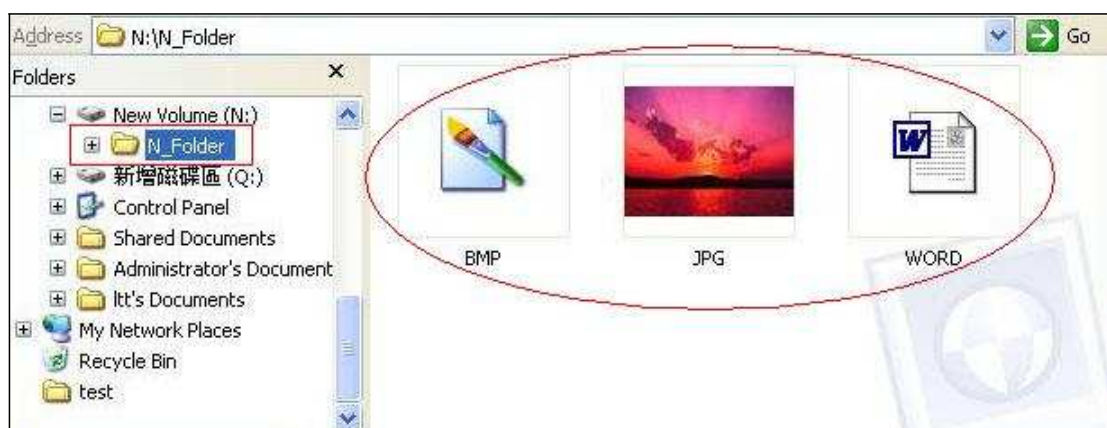 Address N:\N_Folder Go
Folders
New Volume (N:)
N_Folder
新增磁碟區 (Q:)
Control Panel
Shared Documents
Administrator's Document
ltt's Documents
My Network Places
Recycle Bin
test
BMP JPG WORD